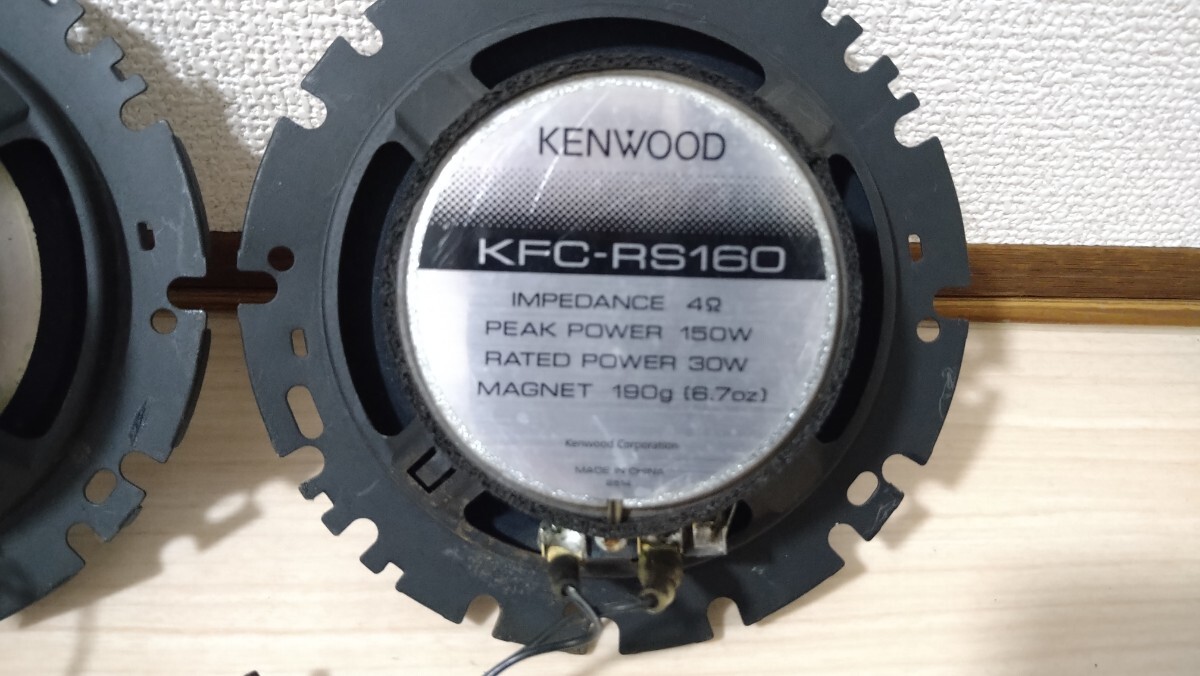 KENWOOD
KFC-RS160
IMPEDANCE 4Ω
PEAK POWER 150W
RATED POWER 30W
MAGNET 190g (6.7oz)
Kenwood Corporation
MADE IN CHINA